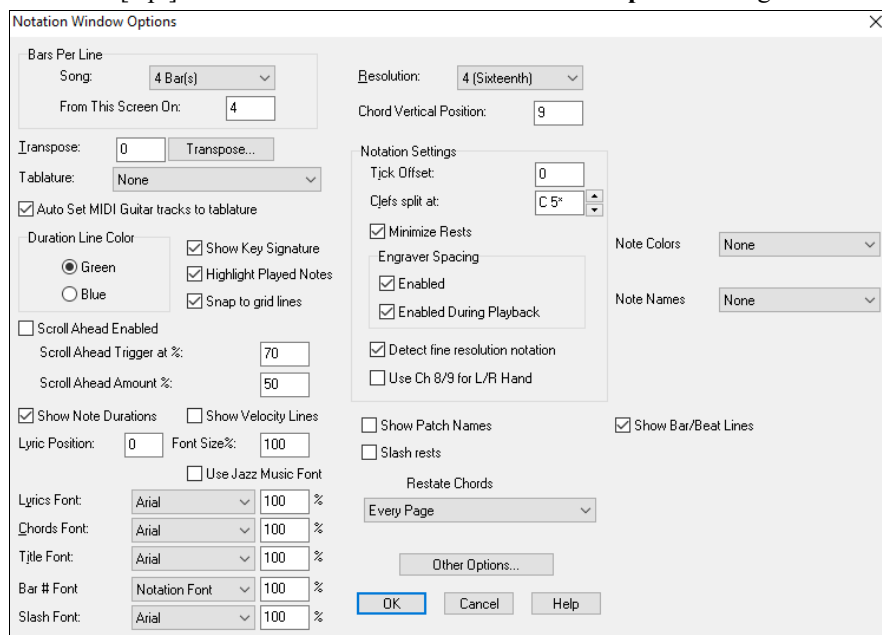 Notation Window Options
Bars Per Line
Song: 4 Bar(s)
From This Screen On: 4
Resolution: 4 (Sixteenth)
Chord Vertical Position: 9
Transpose: 0 Transpose...
Tablature: None
Auto Set MIDI Guitar tracks to tablature
Duration Line Color
Green
Blue
Show Key Signature
Highlight Played Notes
Snap to grid lines
Notation Settings
Tick Offset: 0
Clefs split at: C 5*
Minimize Rests
Engraver Spacing
Enabled
Enabled During Playback
Detect fine resolution notation
Use Ch 8/9 for L/R Hand
Note Colors None
Note Names None
Scroll Ahead Enabled
Scroll Ahead Trigger at %: 70
Scroll Ahead Amount %: 50
Show Note Durations Show Velocity Lines
Lyric Position: 0 Font Size%: 100
Use Jazz Music Font
Show Patch Names
Show Bar/Beat Lines
Slash rests
Restate Chords
Every Page
Lyrics Font: Arial 100 %
Chords Font: Arial 100 %
Title Font: Arial 100 %
Bar # Font Notation Font 100 %
Slash Font: Arial 100 %
Other Options...
OK Cancel Help